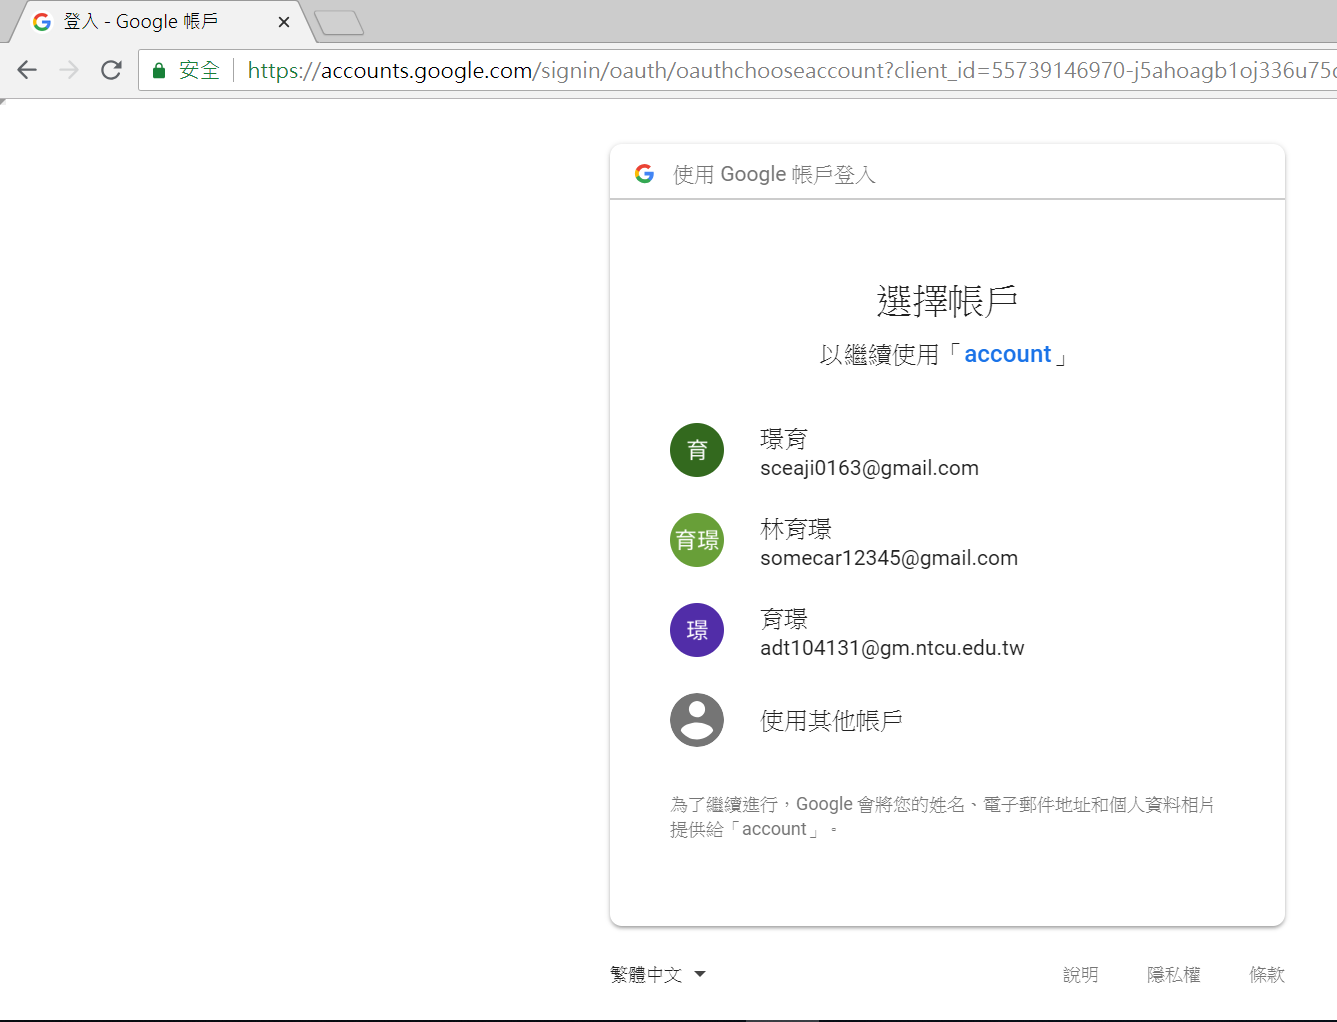 登入 - Google 帳戶
安全 https://accounts.google.com/signin/oauth/oauthchooseaccount?client_id=55739146970-j5ahoagb1oj336u75
使用 Google 帳戶登入
選擇帳戶
以繼續使用「account」
育
璟育
sceaji0163@gmail.com
育璟
林育璟
somecar12345@gmail.com
璟
育璟
adt104131@gm.ntcu.edu.tw
使用其他帳戶
為了繼續進行，Google 會將您的姓名、電子郵件地址和個人資料相片
提供給「account」。
繁體中文 說明 隱私權 條款